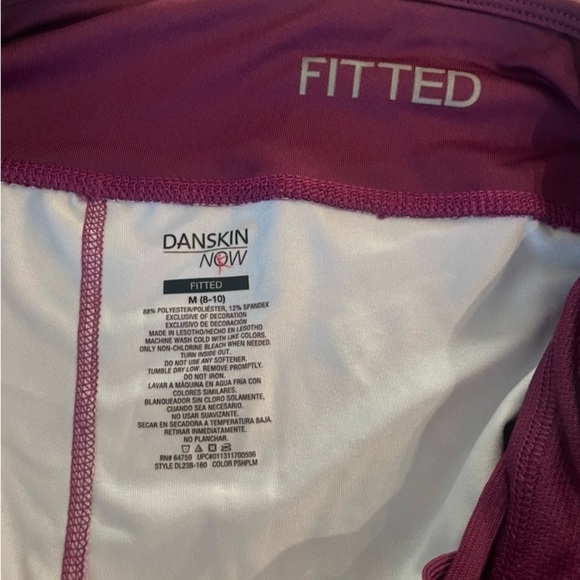 FITTED
DANSKIN
NOW
FITTED
M (8-10)
88% POLYESTER/POLIÉSTER, 12% SPANDEX
EXCLUSIVE OF DECORATION
EXCLUSIVO DE DECORACIÓN
MADE IN LESOTHO/HECHO EN LESOTHO
MACHINE WASH COLD WITH LIKE COLORS.
ONLY NON-CHLORINE BLEACH WHEN NEEDED.
TURN INSIDE OUT.
DO NOT USE ANY SOFTENER.
TUMBLE DRY LOW. REMOVE PROMPTLY.
DO NOT IRON.
LAVAR A MÁQUINA EN AGUA FRÍA CON
COLORES SIMILARES.
BLANQUEADOR SIN CLORO SOLAMENTE,
CUANDO SEA NECESARIO.
NO USAR SUAVIZANTE.
SECAR EN SECADORA A TEMPERATURA BAJA.
RETIRAR INMEDIATAMENTE.
NO PLANCHAR.
RN# 64759 UPC#011311700596
STYLE DL23B-160 COLOR PSHPLM